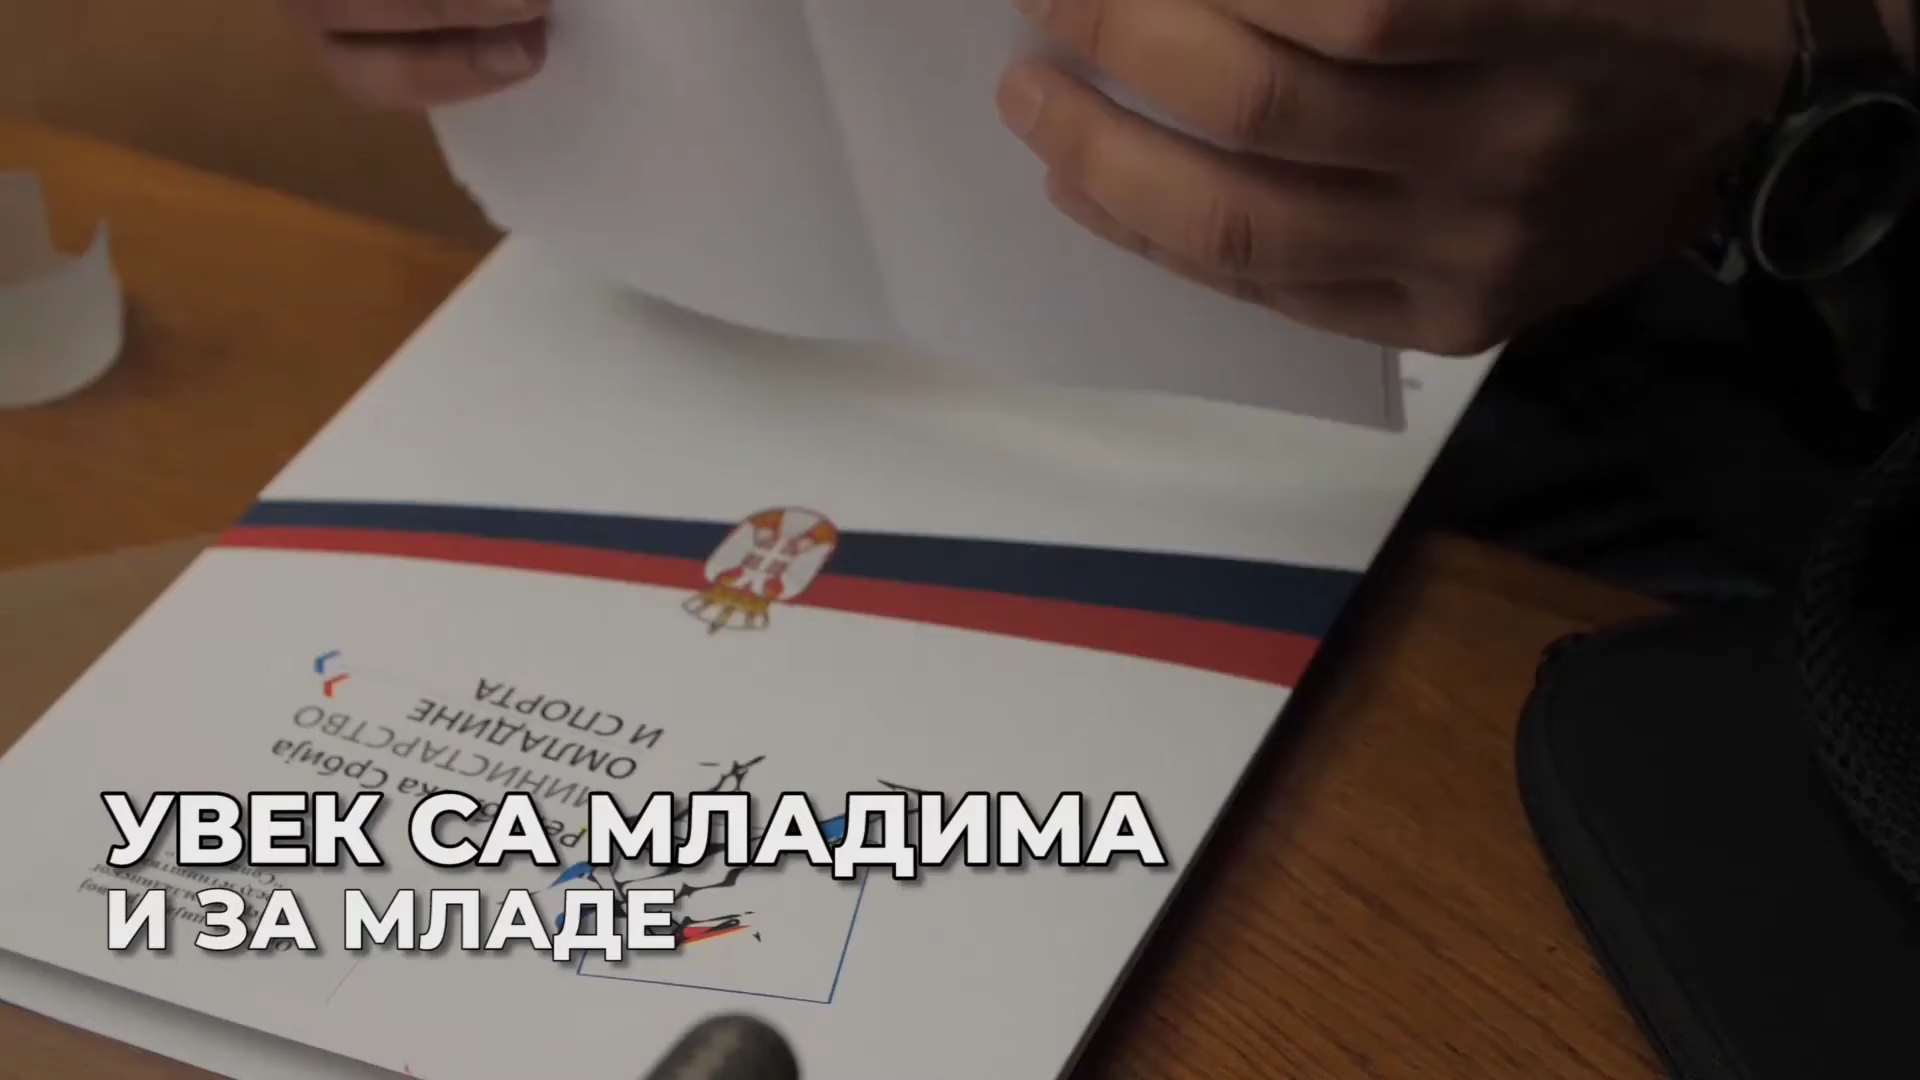 УВЕК СА МЛАДИМА
И ЗА МЛАДЕ
Република Србија
МИНИСТАРСТВО
ОМЛАДИНЕ
И СПОРТА